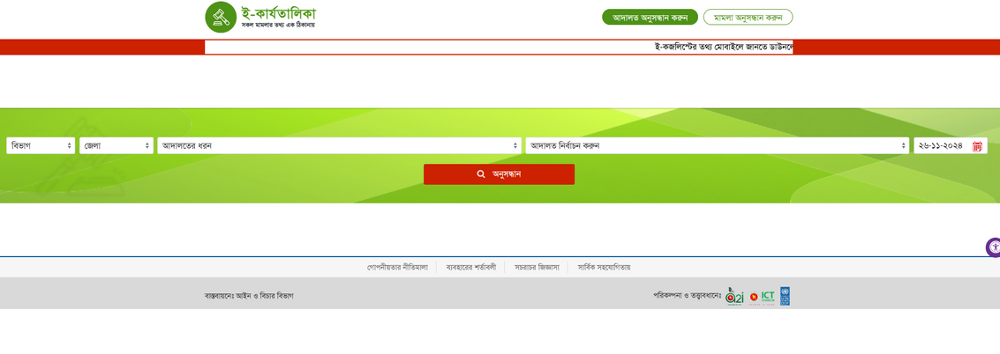 ই-কার্যতালিকা
সকল মামলার তথ্য এক ঠিকানায়
আদালত অনুসন্ধান করুন
মামলা অনুসন্ধান করুন
ই-কজলিস্টের তথ্য মোবাইলে জানতে ডাউনলে
বিভাগ
জেলা
আদালতের ধরন
আদালত নির্বাচন করুন
২৬-১১-২০২৪
অনুসন্ধান
গোপনীয়তার নীতিমালা
ব্যবহারের শর্তাবলী
সচরাচর জিজ্ঞাসা
সার্বিক সহযোগিতায়
বাস্তবায়নেঃ আইন ও বিচার বিভাগ
পরিকল্পনা ও তত্ত্বাবধানেঃ
a2i
ICT